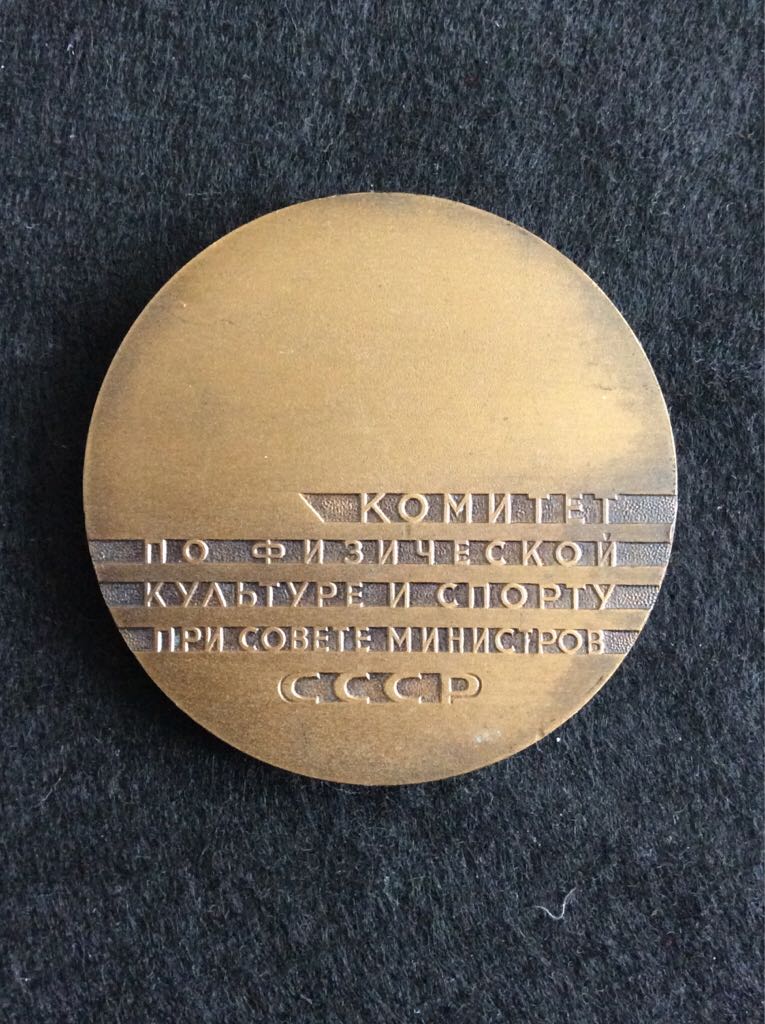 КОМИТЕТ
ПО ФИЗИЧЕСКОЙ
КУЛЬТУРЕ И СПОРТУ
ПРИ СОВЕТЕ МИНИСТРОВ
СССР